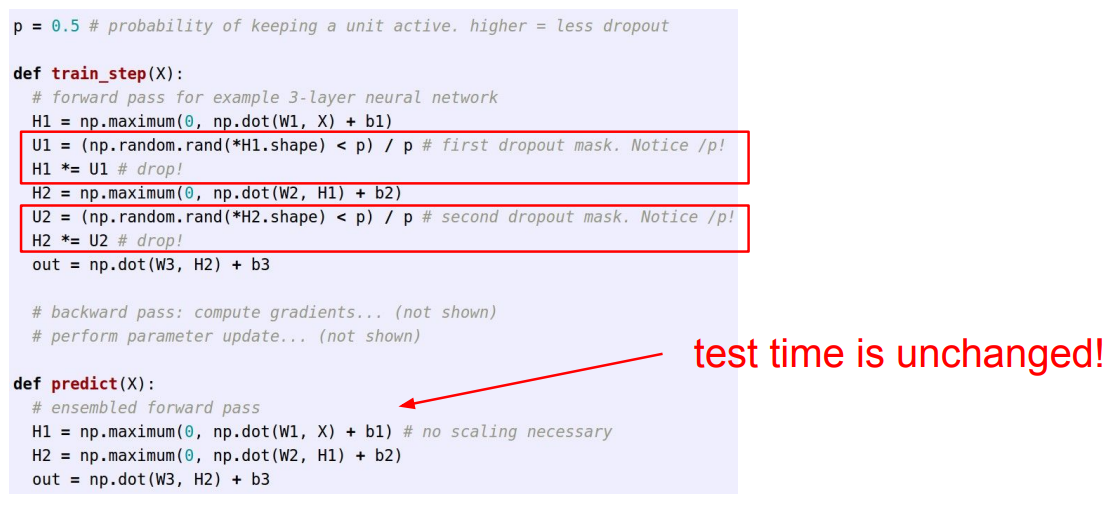 p = 0.5 # probability of keeping a unit active. higher = less dropout
def train_step(X):
# forward pass for example 3-layer neural network
H1 = np.maximum(0, np.dot(W1, X) + b1)
U1 = (np.random.rand(*H1.shape) < p) / p # first dropout mask. Notice /p!
H1 *= U1 # drop!
H2 = np.maximum(0, np.dot(W2, H1) + b2)
U2 = (np.random.rand(*H2.shape) < p) / p # second dropout mask. Notice /p!
H2 *= U2 # drop!
out = np.dot(W3, H2) + b3
# backward pass: compute gradients... (not shown)
# perform parameter update... (not shown)
test time is unchanged!
def predict(X):
# ensembled forward pass
H1 = np.maximum(0, np.dot(W1, X) + b1) # no scaling necessary
H2 = np.maximum(0, np.dot(W2, H1) + b2)
out = np.dot(W3, H2) + b3